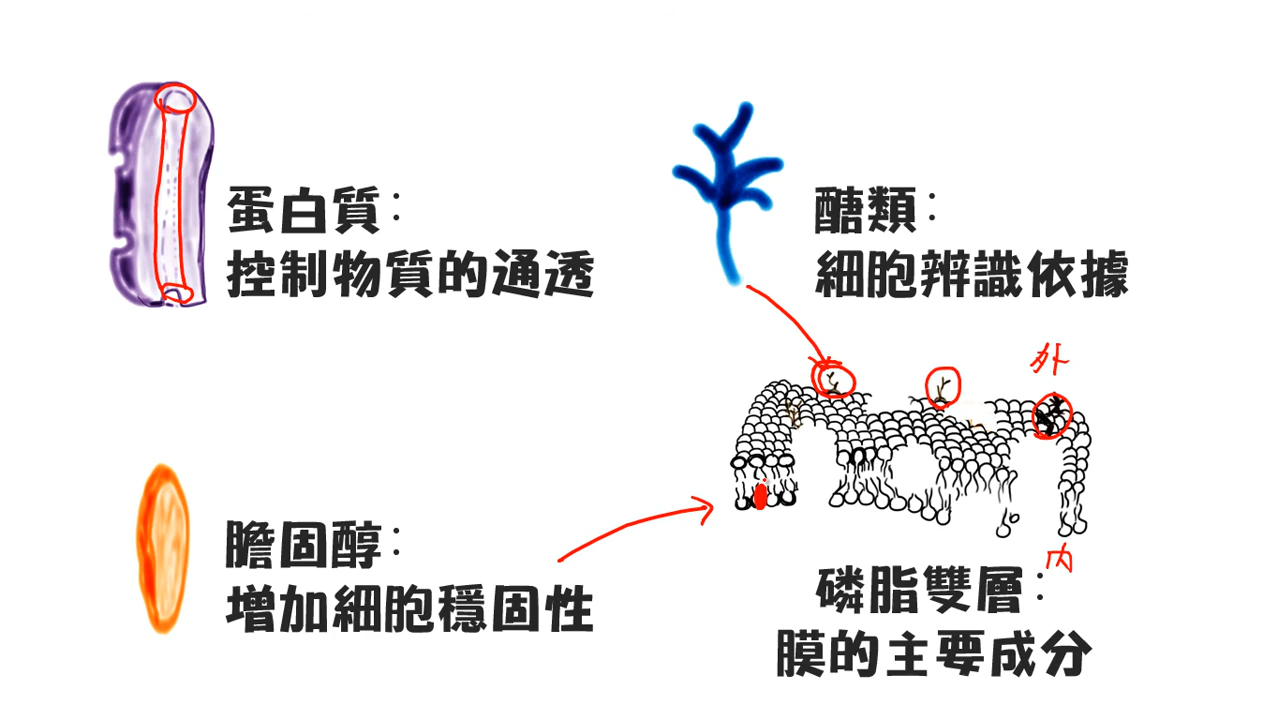 蛋白質：
控制物質的通透
醣類：
細胞辨識依據
外
內
膽固醇：
增加細胞穩固性
磷脂雙層：
膜的主要成分